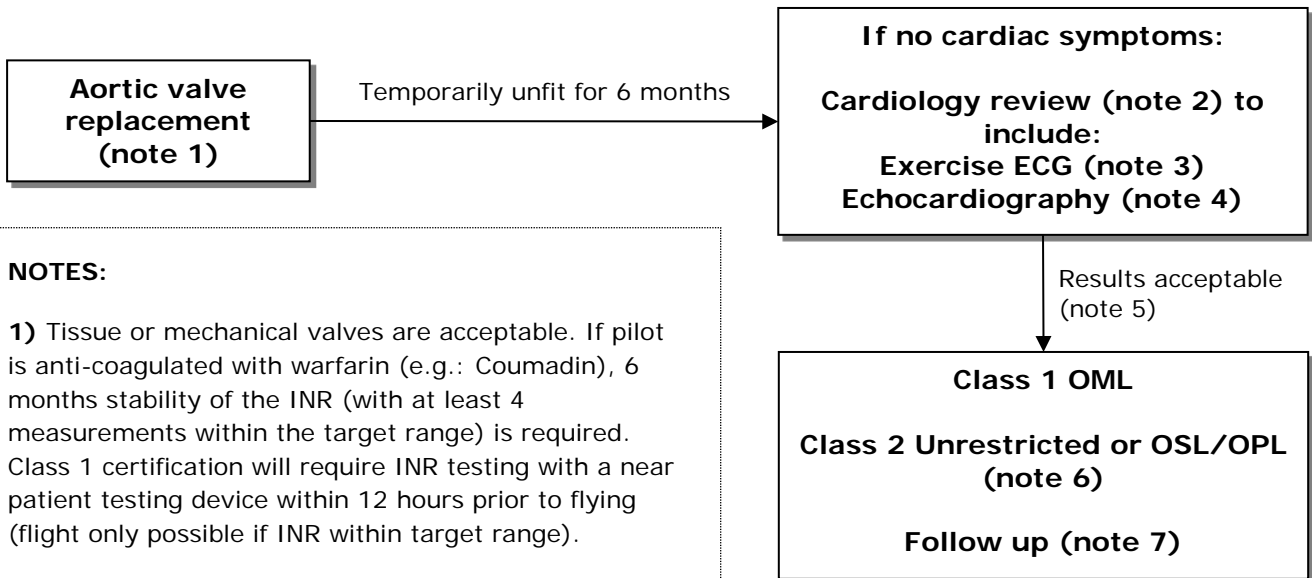 Aortic valve
replacement
(note 1)
Temporarily unfit for 6 months
If no cardiac symptoms:
Cardiology review (note 2) to
include:
Exercise ECG (note 3)
Echocardiography (note 4)
Results acceptable
(note 5)
Class 1 OML
Class 2 Unrestricted or OSL/OPL
(note 6)
Follow up (note 7)
NOTES:
1) Tissue or mechanical valves are acceptable. If pilot
is anti-coagulated with warfarin (e.g.: Coumadin), 6
months stability of the INR (with at least 4
measurements within the target range) is required.
Class 1 certification will require INR testing with a near
patient testing device within 12 hours prior to flying
(flight only possible if INR within target range).